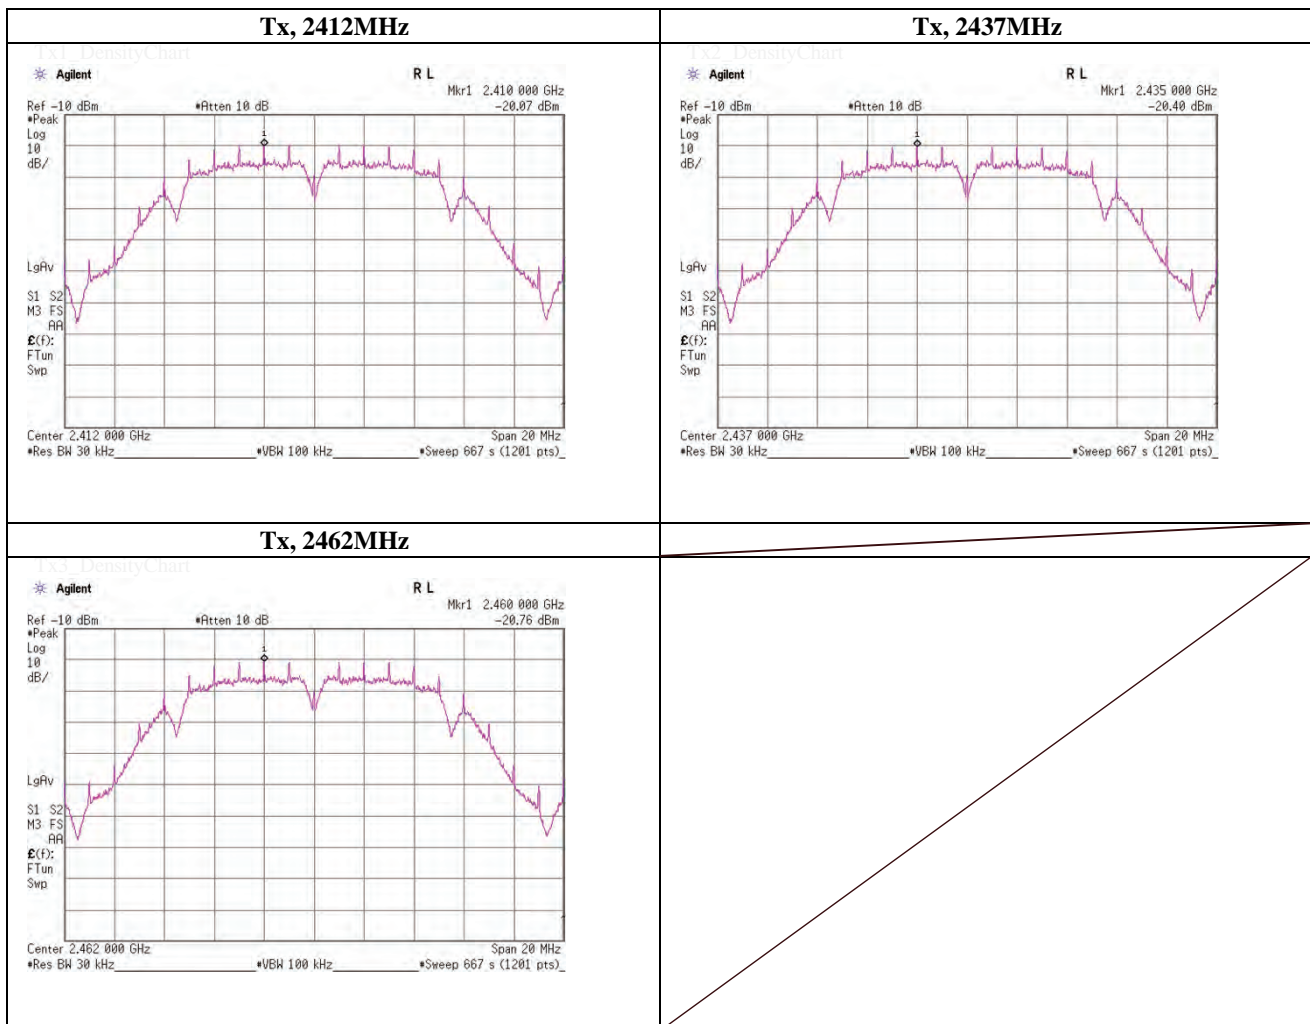 Tx, 2412MHz
Tx1_DensityChart
Agilent
R L
Mkr1 2.410 000 GHz
Ref -10 dBm
*Atten 10 dB
-20.07 dBm
*Peak
Log
10
dB/
1
LgAv
S1 S2
M3 FS
AA
£(f):
FTun
Swp
Center 2.412 000 GHz
Span 20 MHz
*Res BW 30 kHz
*VBW 100 kHz
*Sweep 667 s (1201 pts)
Tx, 2437MHz
Tx2_DensityChart
Agilent
R L
Mkr1 2.435 000 GHz
Ref -10 dBm
*Atten 10 dB
-20.40 dBm
*Peak
Log
10
dB/
1
LgAv
S1 S2
M3 FS
AA
£(f):
FTun
Swp
Center 2.437 000 GHz
Span 20 MHz
*Res BW 30 kHz
*VBW 100 kHz
*Sweep 667 s (1201 pts)
Tx, 2462MHz
Tx3_DensityChart
Agilent
R L
Mkr1 2.460 000 GHz
Ref -10 dBm
*Atten 10 dB
-20.76 dBm
*Peak
Log
10
dB/
1
LgAv
S1 S2
M3 FS
AA
£(f):
FTun
Swp
Center 2.462 000 GHz
Span 20 MHz
*Res BW 30 kHz
*VBW 100 kHz
*Sweep 667 s (1201 pts)